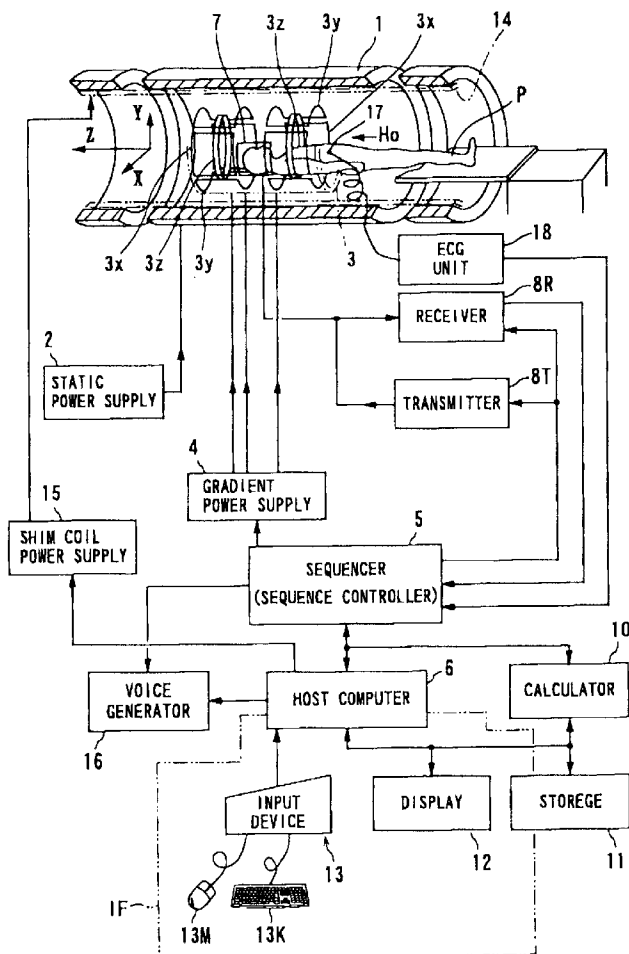 7 3z 3y 1 3x 14
P
Y
Z
X
17
Ho
3x 3z 3y 3
ECG
UNIT
18
8R
RECEIVER
2
STATIC
POWER SUPPLY
8T
TRANSMITTER
4
GRADIENT
POWER SUPPLY
15
SHIM COIL
POWER SUPPLY
5
SEQUENCER
(SEQUENCE CONTROLLER)
10
CALCULATOR
6
HOST COMPUTER
VOICE
GENERATOR
16
INPUT
DEVICE
13
DISPLAY
12
STOREGE
11
IF
13M
13K